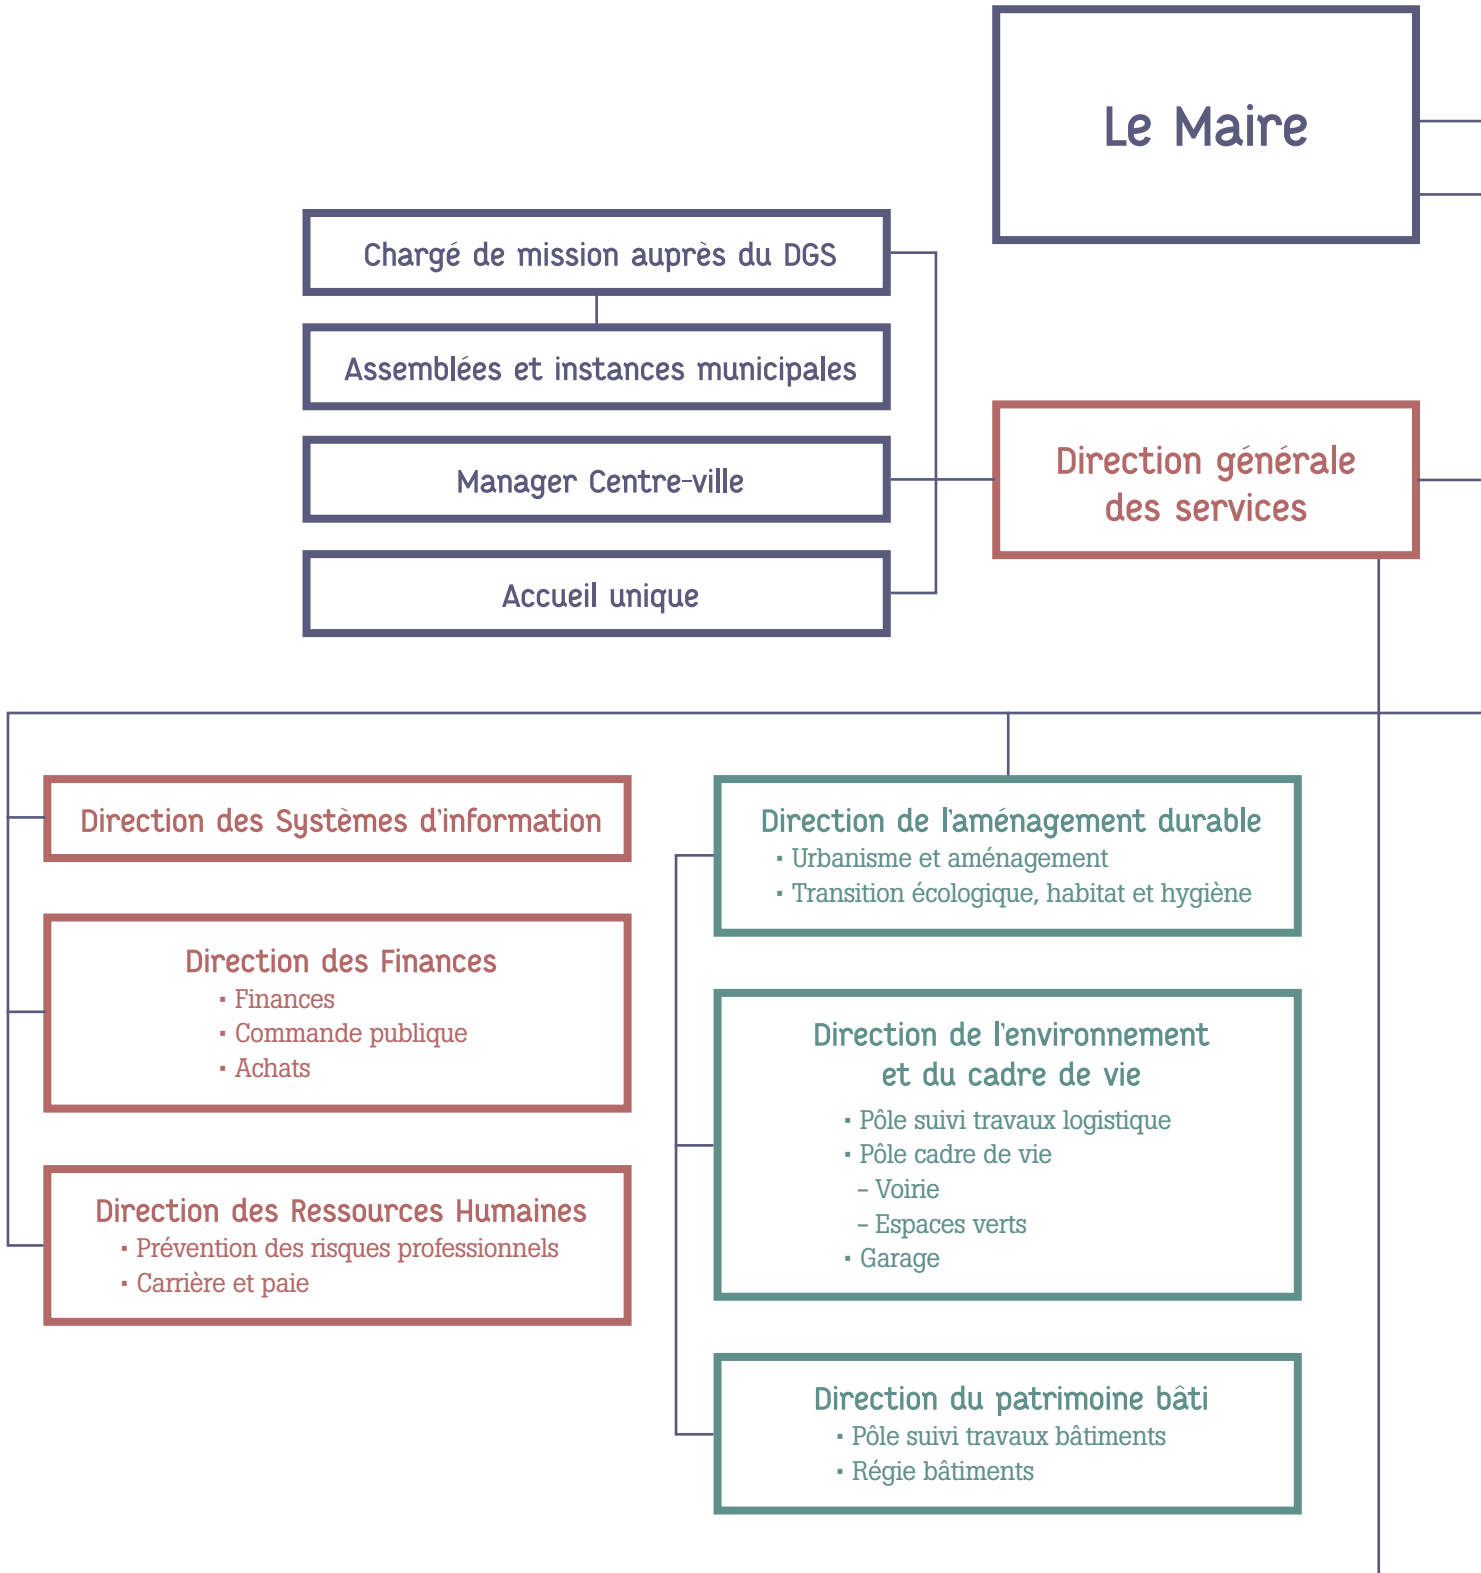 Le Maire
Chargé de mission auprès du DGS
Assemblées et instances municipales
Manager Centre-ville
Accueil unique
Direction générale
des services
Direction des Systèmes d'information
Direction des Finances
▪ Finances
▪ Commande publique
▪ Achats
Direction des Ressources Humaines
▪ Prévention des risques professionnels
▪ Carrière et paie
Direction de l'aménagement durable
▪ Urbanisme et aménagement
▪ Transition écologique, habitat et hygiène
Direction de l'environnement
et du cadre de vie
▪ Pôle suivi travaux logistique
▪ Pôle cadre de vie
– Voirie
– Espaces verts
▪ Garage
Direction du patrimoine bâti
▪ Pôle suivi travaux bâtiments
▪ Régie bâtiments